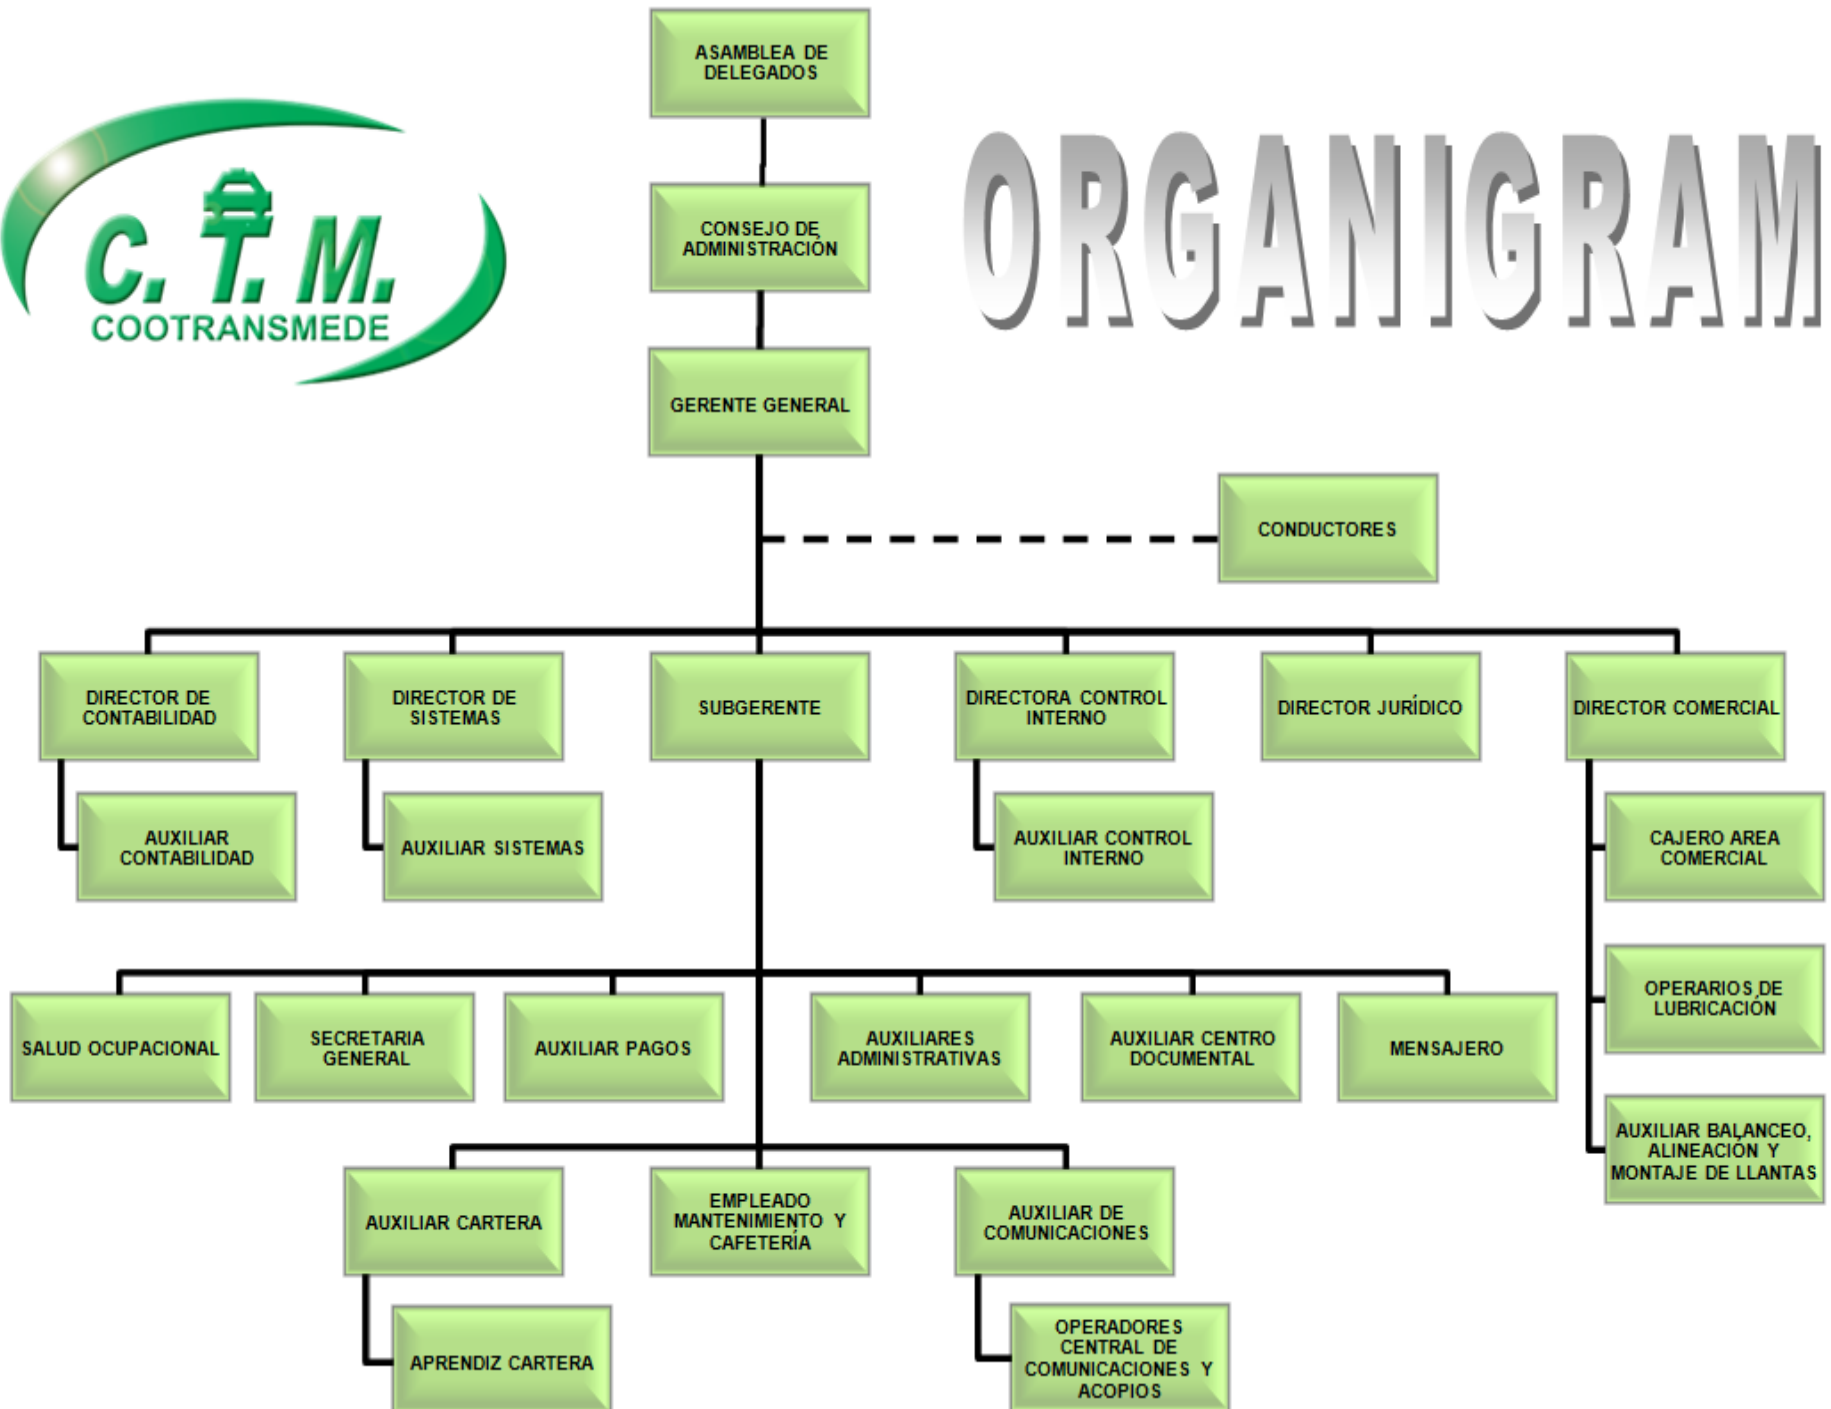 ASAMBLEA DE
DELEGADOS
C. T. M.
COOTRANSMEDE
ORGANIGRAM
CONSEJO DE
ADMINISTRACIÓN
GERENTE GENERAL
CONDUCTORES
DIRECTOR DE
CONTABILIDAD
DIRECTOR DE
SISTEMAS
SUBGERENTE
DIRECTORA CONTROL
INTERNO
DIRECTOR JURÍDICO
DIRECTOR COMERCIAL
AUXILIAR
CONTABILIDAD
AUXILIAR SISTEMAS
AUXILIAR CONTROL
INTERNO
CAJERO AREA
COMERCIAL
OPERARIOS DE
LUBRICACIÓN
SALUD OCUPACIONAL
SECRETARIA
GENERAL
AUXILIAR PAGOS
AUXILIARES
ADMINISTRATIVAS
AUXILIAR CENTRO
DOCUMENTAL
MENSAJERO
AUXILIAR BALANCEO,
ALINEACIÓN Y
MONTAJE DE LLANTAS
AUXILIAR CARTERA
EMPLEADO
MANTENIMIENTO Y
CAFETERÍA
AUXILIAR DE
COMUNICACIONES
APRENDIZ CARTERA
OPERADORES
CENTRAL DE
COMUNICACIONES Y
ACOPIOS